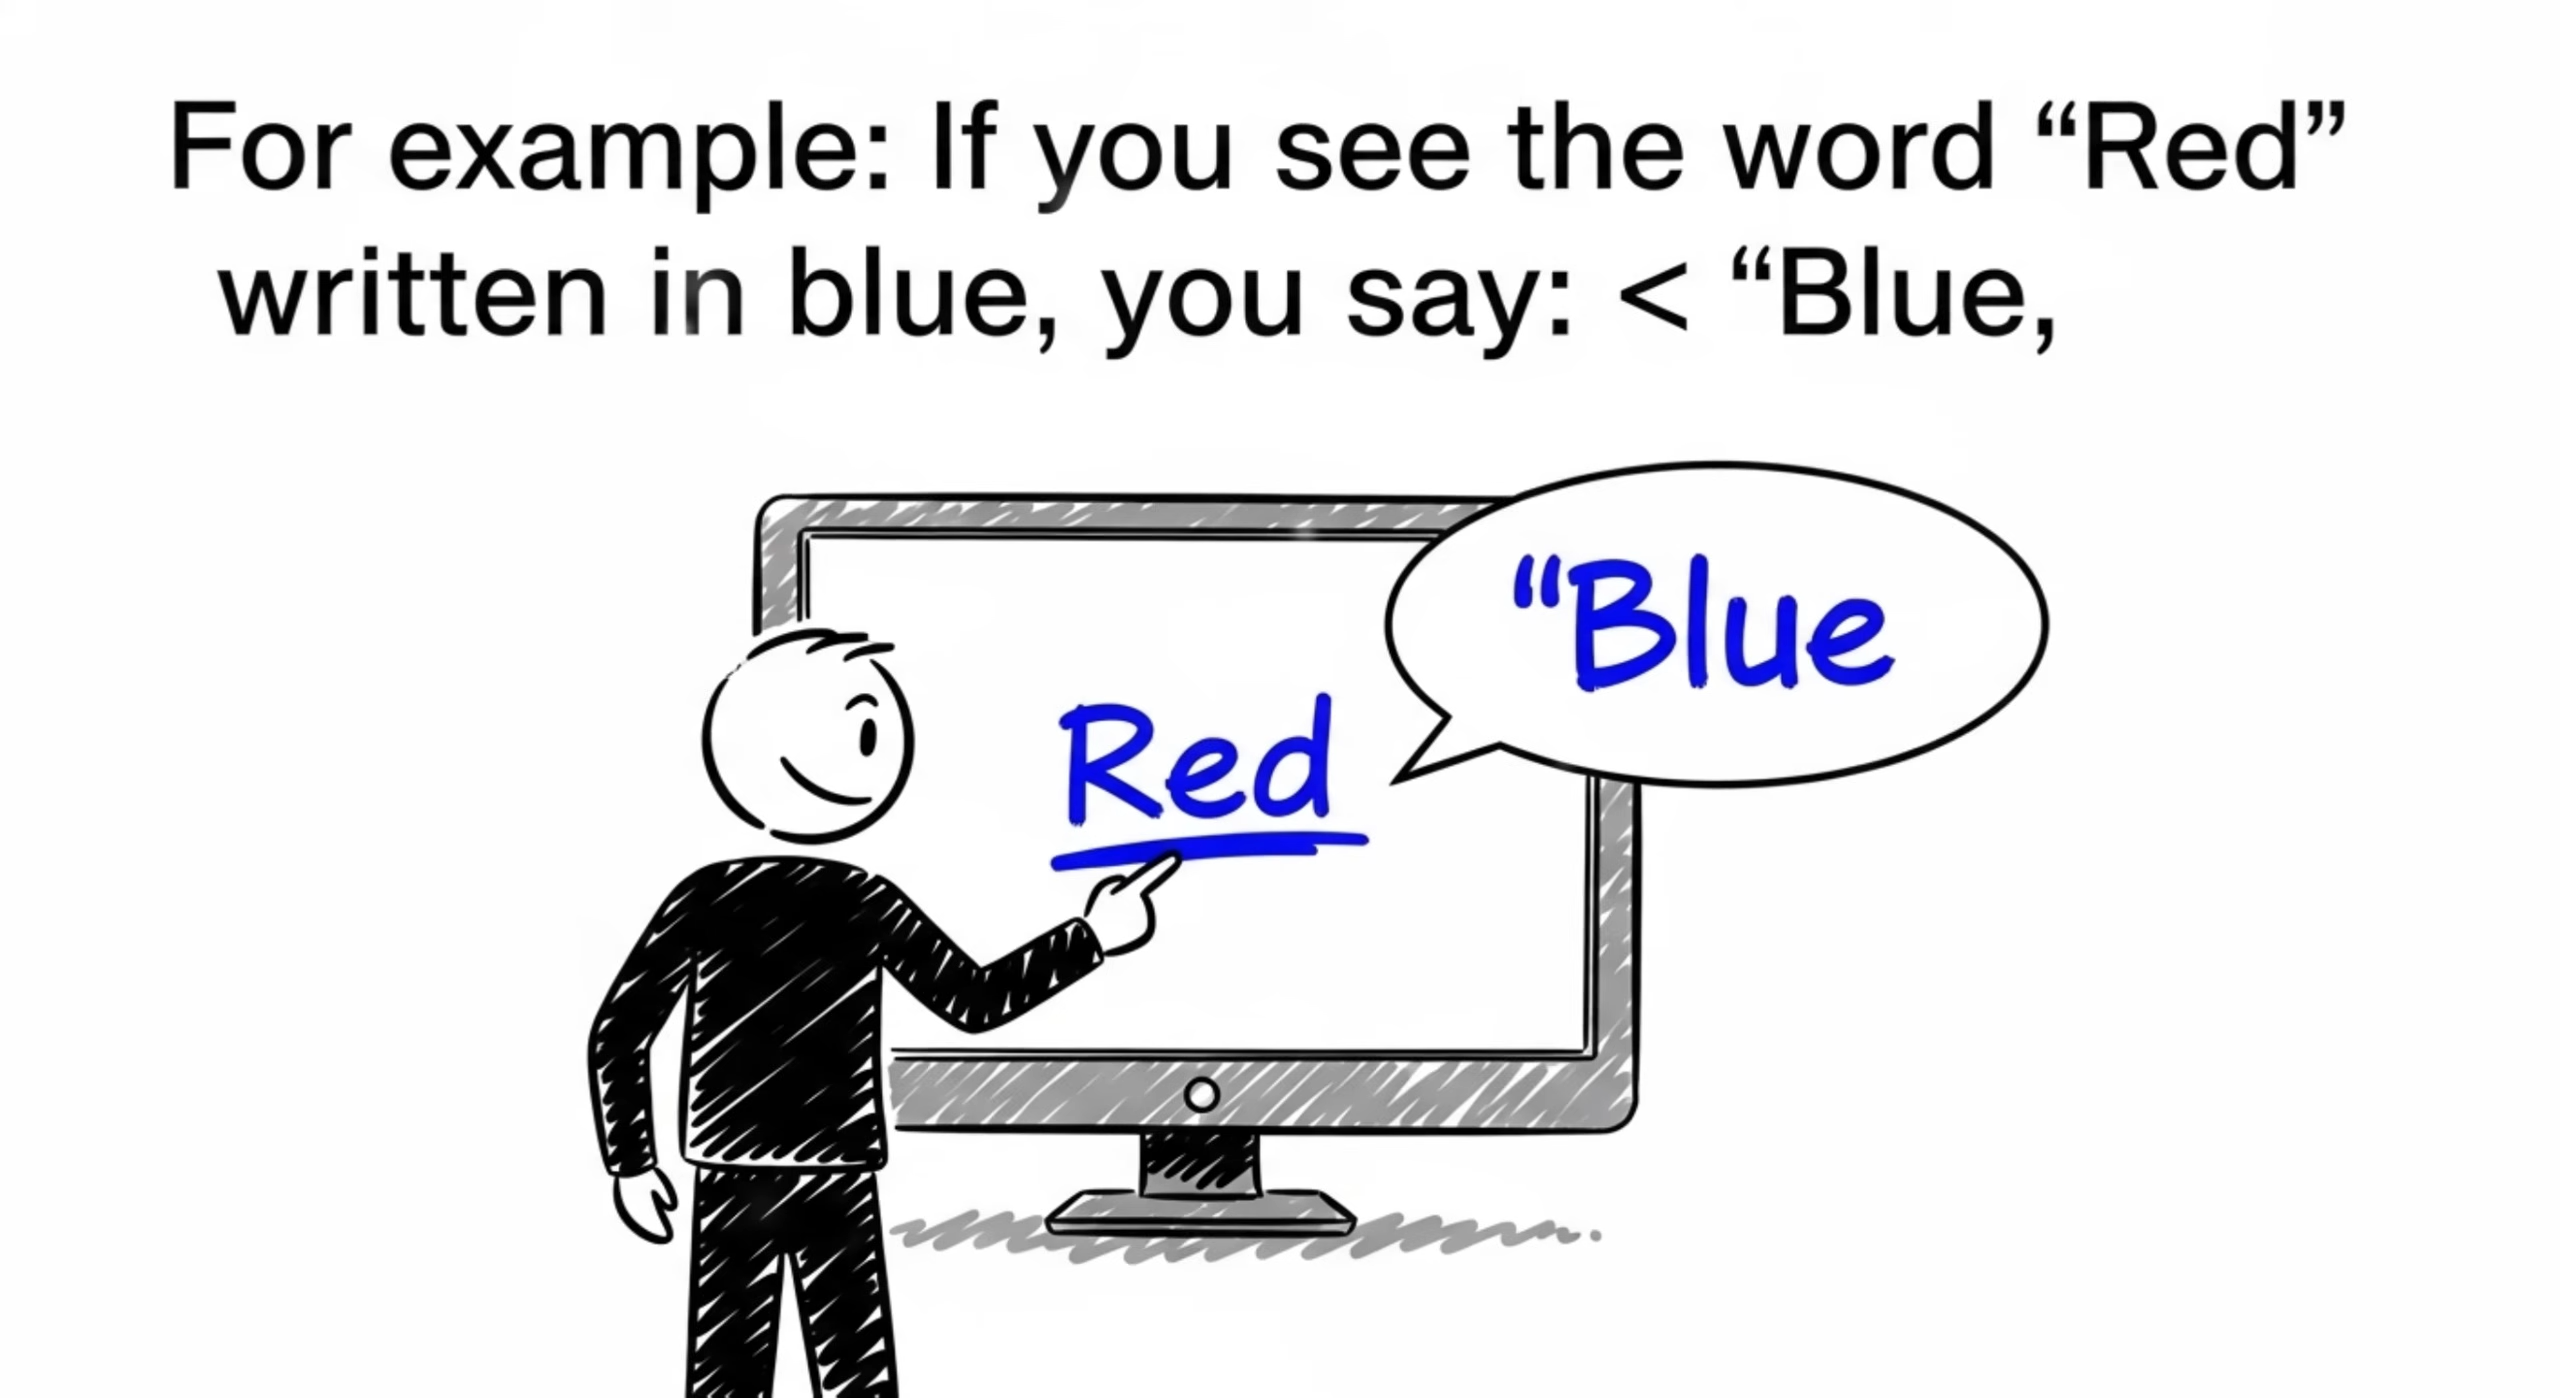 For example: If you see the word “Red”
written in blue, you say: < “Blue,
“Blue
Red